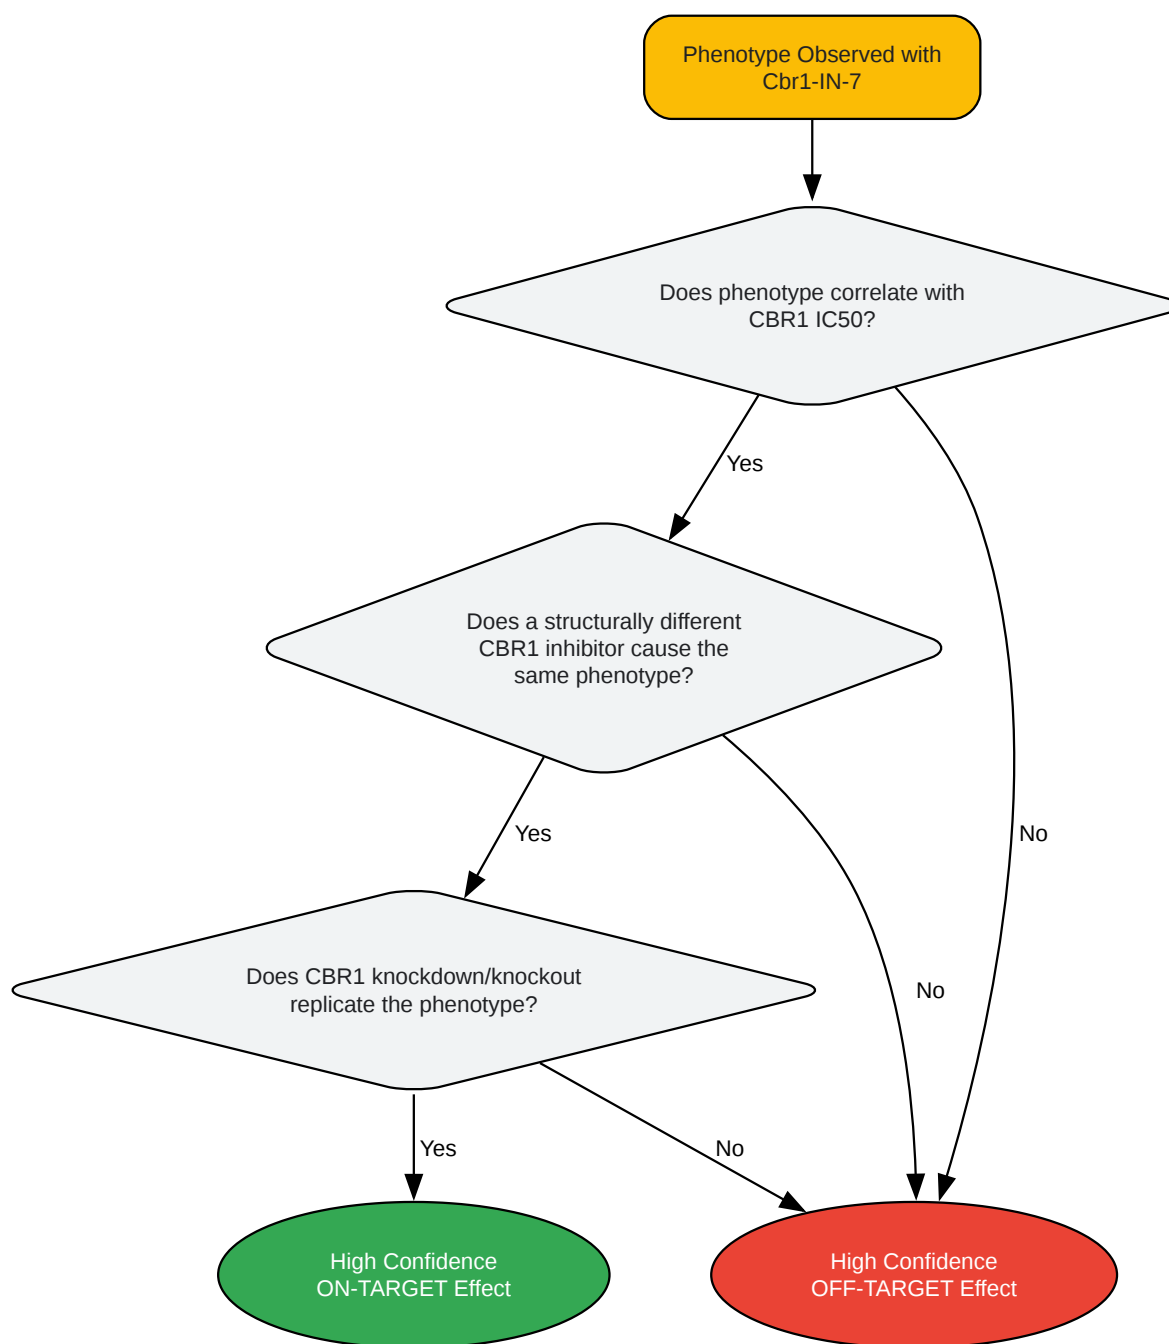 Phenotype Observed with
Cbr1-IN-7
Does phenotype correlate with
CBR1 IC50?
Yes
Does a structurally different
CBR1 inhibitor cause the
same phenotype?
Yes
No
Does CBR1 knockdown/knockout
replicate the phenotype?
No
Yes
No
High Confidence
ON-TARGET Effect
High Confidence
OFF-TARGET Effect